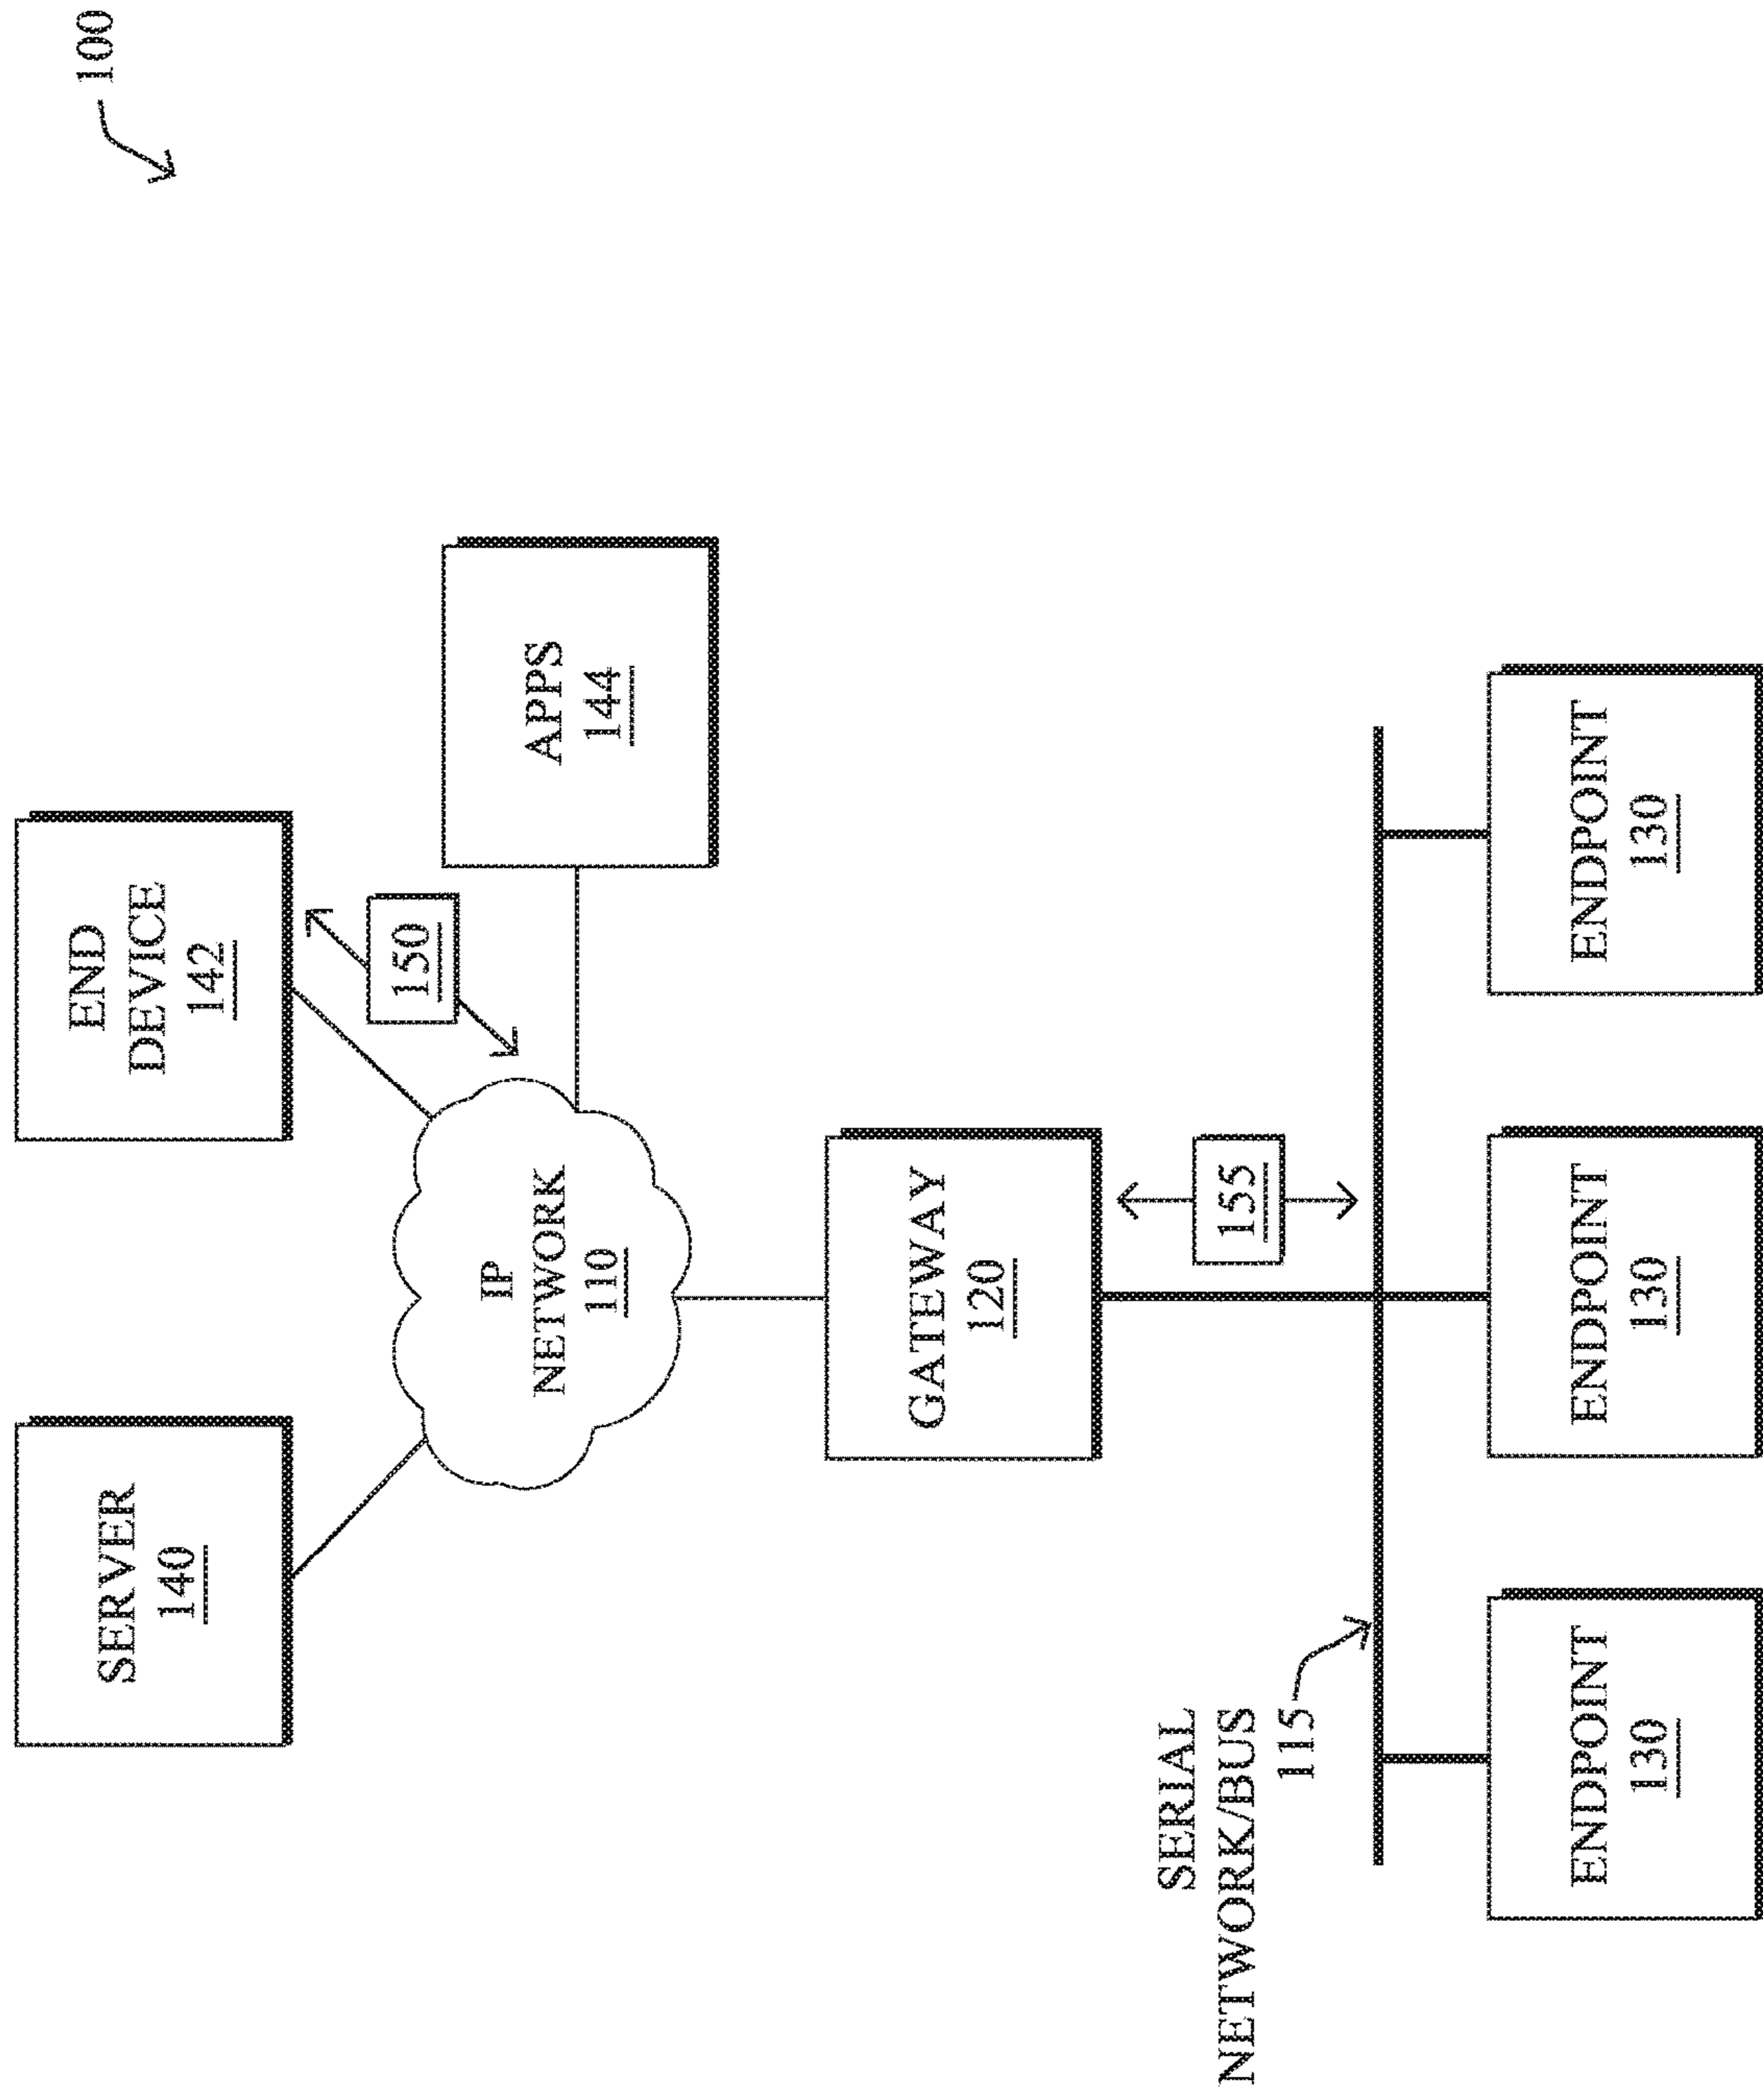 100
SERVER
140
END
DEVICE
142
150
APPS
144
IP
NETWORK
110
GATEWAY
120
155
SERIAL
NETWORK/BUS
115
ENDPOINT
130
ENDPOINT
130
ENDPOINT
130